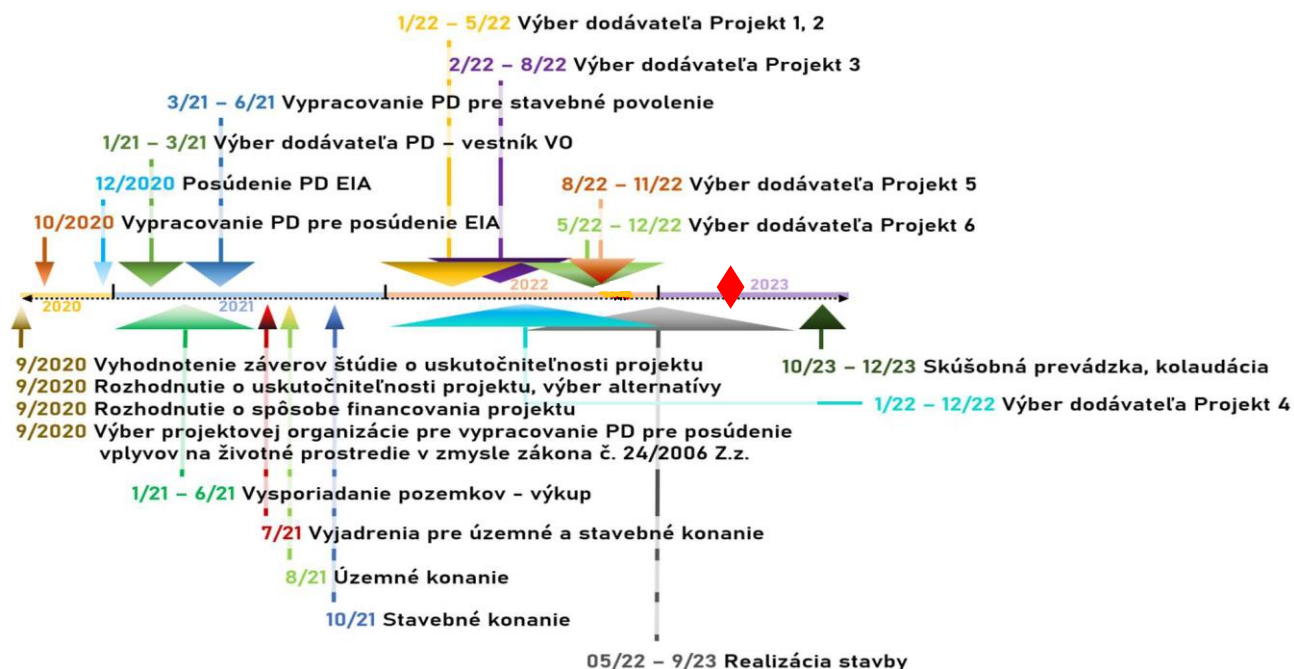 1/22 – 5/22 Výber dodávateľa Projekt 1, 2
2/22 – 8/22 Výber dodávateľa Projekt 3
3/21 – 6/21 Vypracovanie PD pre stavebné povolenie
1/21 – 3/21 Výber dodávateľa PD – vestník VO
12/2020 Posúdenie PD EIA
8/22 – 11/22 Výber dodávateľa Projekt 5
10/2020 Vypracovanie PD pre posúdenie EIA
5/22 – 12/22 Výber dodávateľa Projekt 6
2020
2021
2022
2023
9/2020 Vyhodnotenie záverov štúdie o uskutočniteľnosti projektu
10/23 – 12/23 Skúšobná prevádzka, kolaudácia
9/2020 Rozhodnutie o uskutočniteľnosti projektu, výber alternatívy
9/2020 Rozhodnutie o spôsobe financovania projektu
1/22 – 12/22 Výber dodávateľa Projekt 4
9/2020 Výber projektovej organizácie pre vypracovanie PD pre posúdenie
vplyvov na životné prostredie v zmysle zákona č. 24/2006 Z.z.
1/21 – 6/21 Vysporiadanie pozemkov - výkup
7/21 Vyjadrenia pre územné a stavebné konanie
8/21 Územné konanie
10/21 Stavebné konanie
05/22 – 9/23 Realizácia stavby